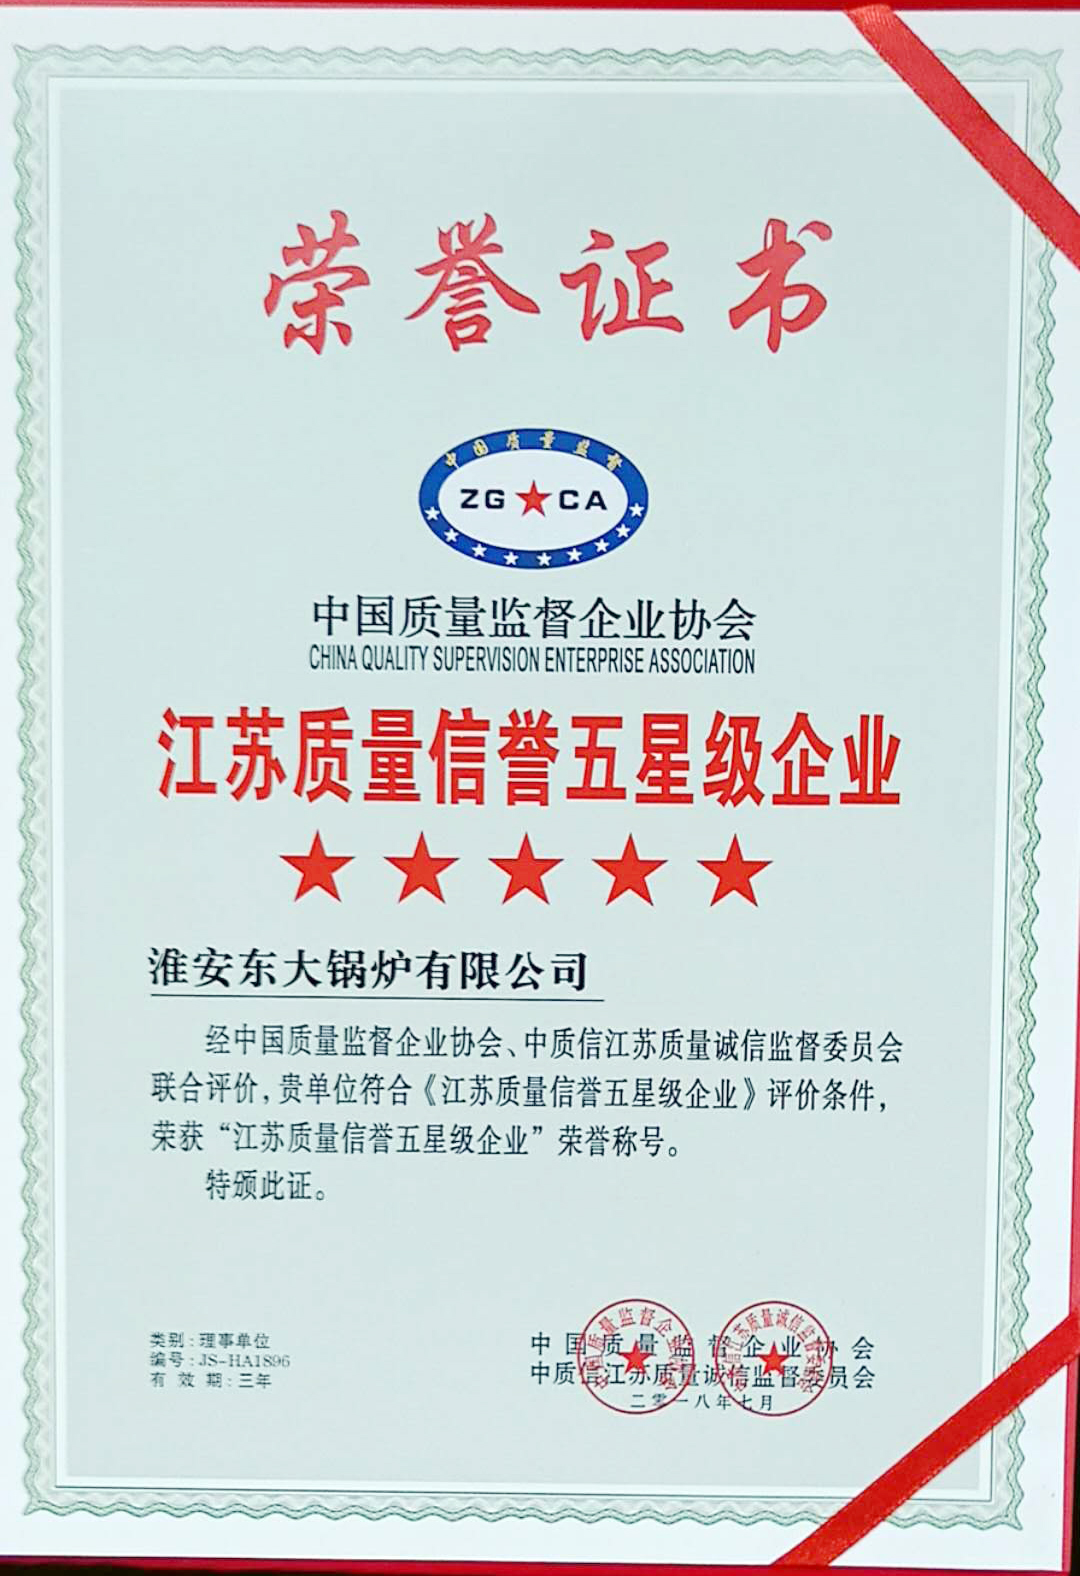 荣誉证书
中国质量监督
ZG★CA
中国质量监督企业协会
CHINA QUALITY SUPERVISION ENTERPRISE ASSOCIATION
江苏质量信誉五星级企业
★★★★★
淮安东大锅炉有限公司
经中国质量监督企业协会、中质信江苏质量诚信监督委员会
联合评价,贵单位符合《江苏质量信誉五星级企业》评价条件,
荣获“江苏质量信誉五星级企业”荣誉称号。
特颁此证。
类别:理事单位
编号:JS-HA1896
有效期:三年
中国质量监督企业协会
中质信江苏质量诚信监督委员会
二零一八年七月